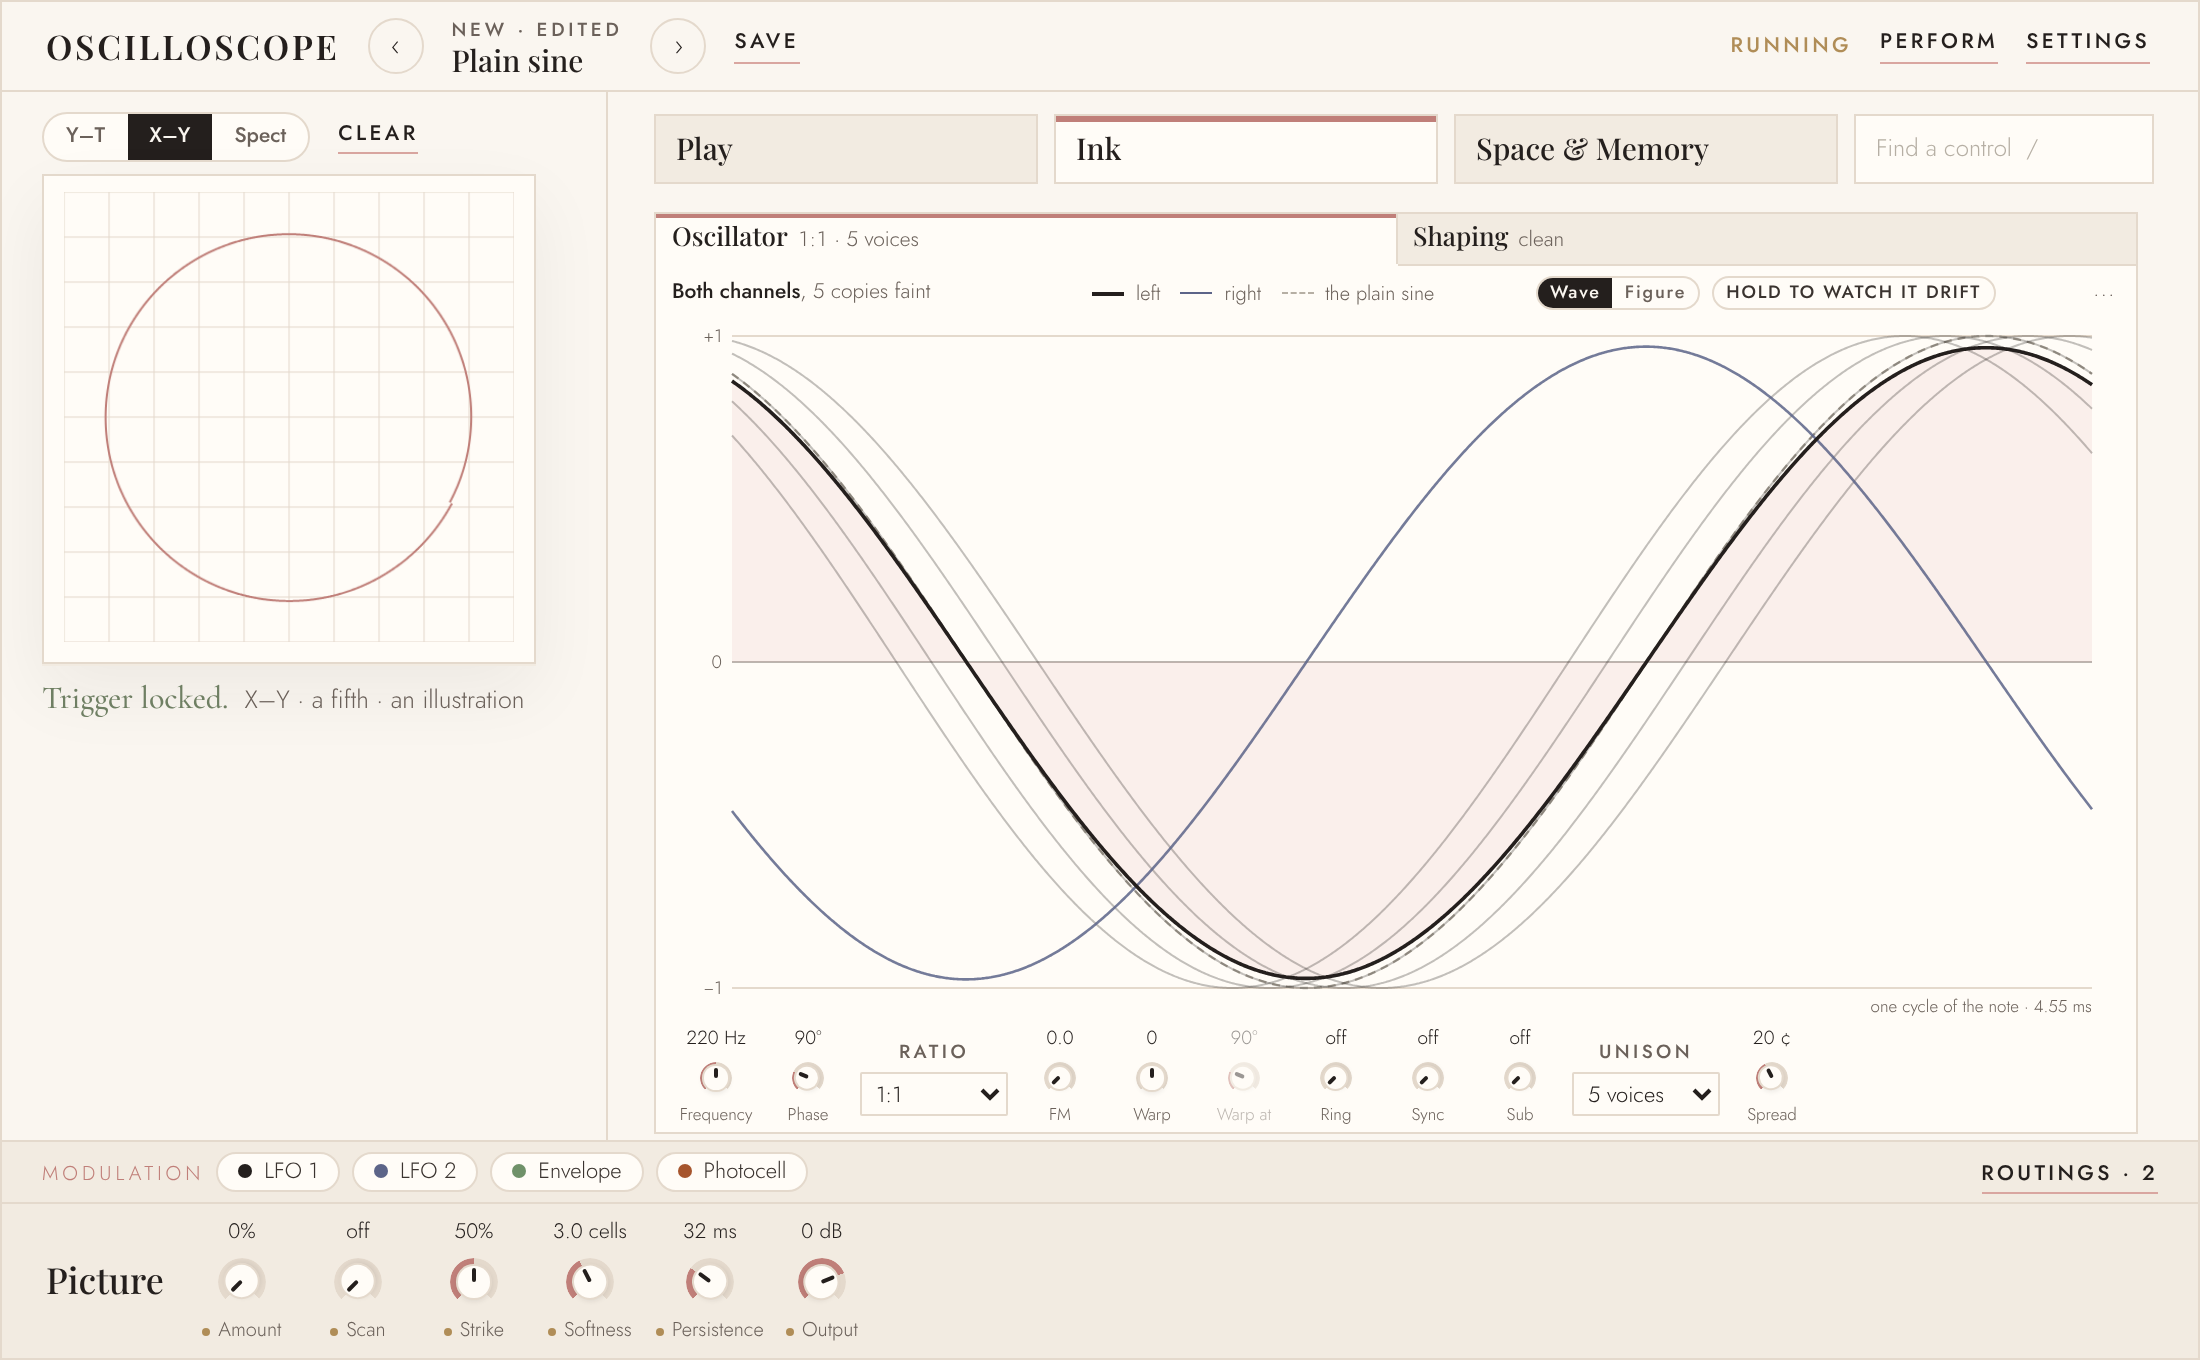 OSCILLOSCOPE
‹
NEW · EDITED
Plain sine
›
SAVE
RUNNING
PERFORM
SETTINGS
Y–T
X–Y
Spect
CLEAR
Trigger locked. X–Y · a fifth · an illustration
Play
Ink
Space & Memory
Find a control /
Oscillator 1:1 · 5 voices
Shaping clean
Both channels, 5 copies faint
left
right
the plain sine
Wave
Figure
HOLD TO WATCH IT DRIFT
...
+1
0
−1
one cycle of the note · 4.55 ms
220 Hz
Frequency
90°
Phase
RATIO
1:1
0.0
FM
0
Warp
90°
Warp at
off
Ring
off
Sync
off
Sub
UNISON
5 voices
20 ¢
Spread
MODULATION
LFO 1
LFO 2
Envelope
Photocell
ROUTINGS · 2
Picture
0%
Amount
off
Scan
50%
Strike
3.0 cells
Softness
32 ms
Persistence
0 dB
Output